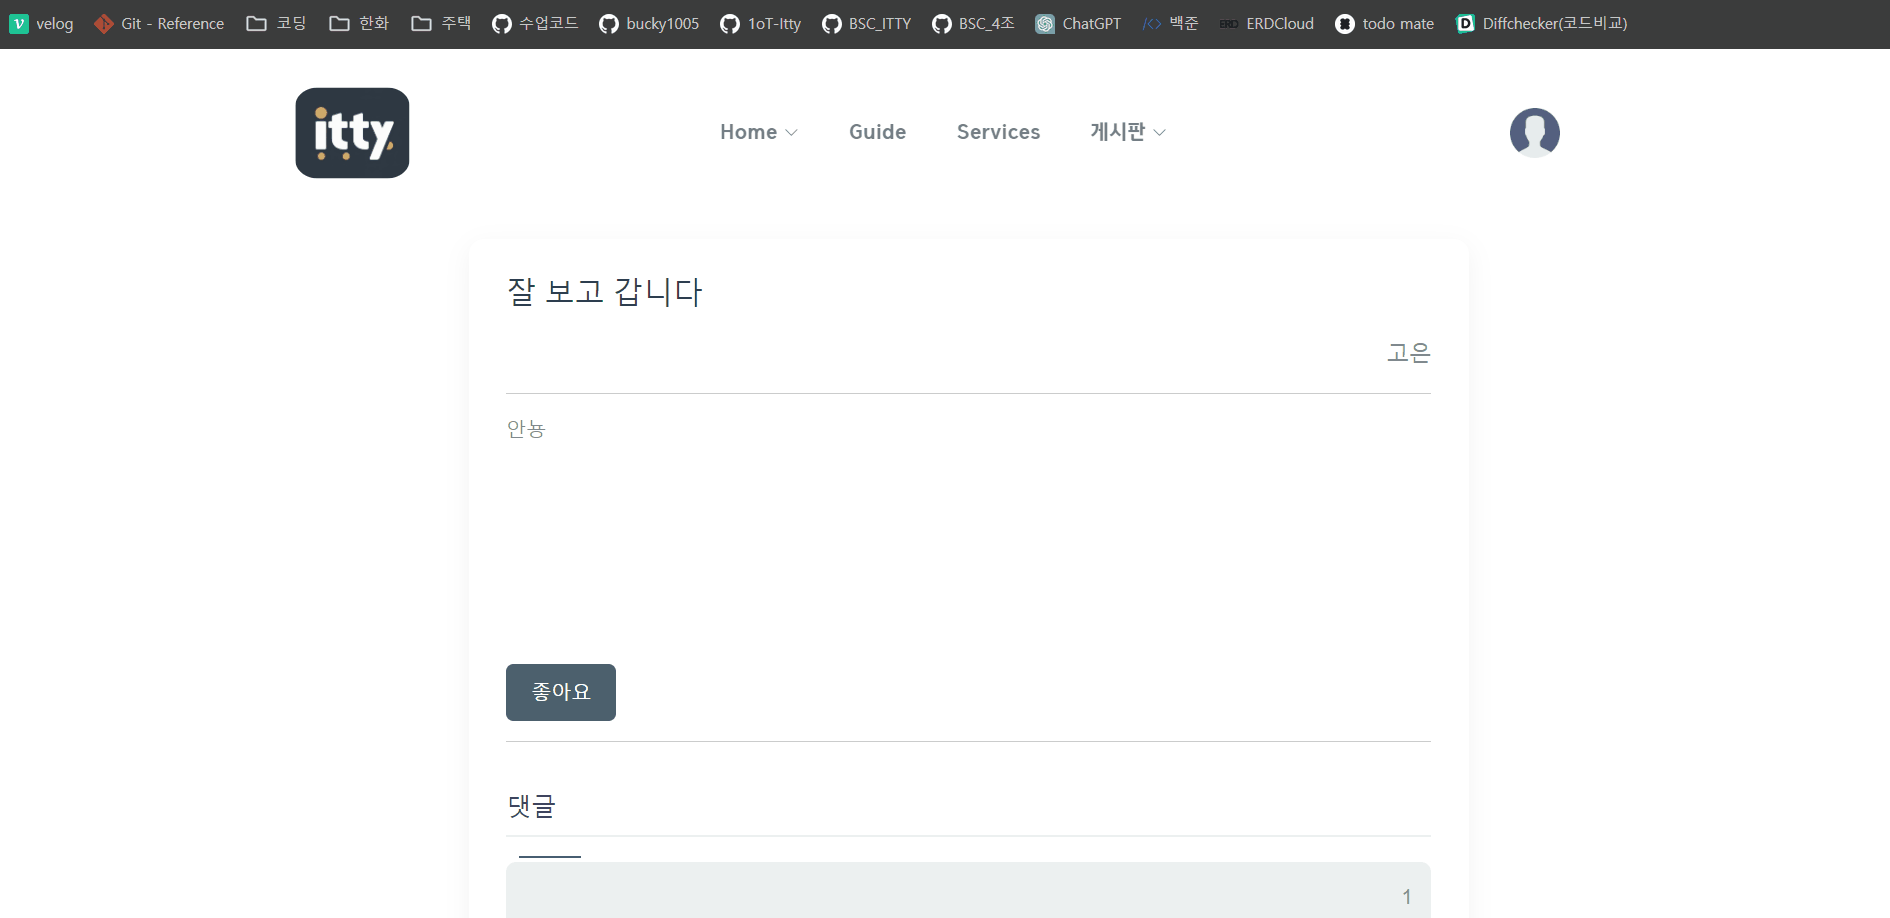 velog Git - Reference 코딩 한화 주택 수업코드 bucky1005 1oT-Itty BSC_ITTY BSC_4조 ChatGPT 백준 ERDCloud todo mate Diffchecker(코드비교)
itty Home Guide Services 게시판
잘 보고 갑니다
고은
안뇽
좋아요
댓글
1